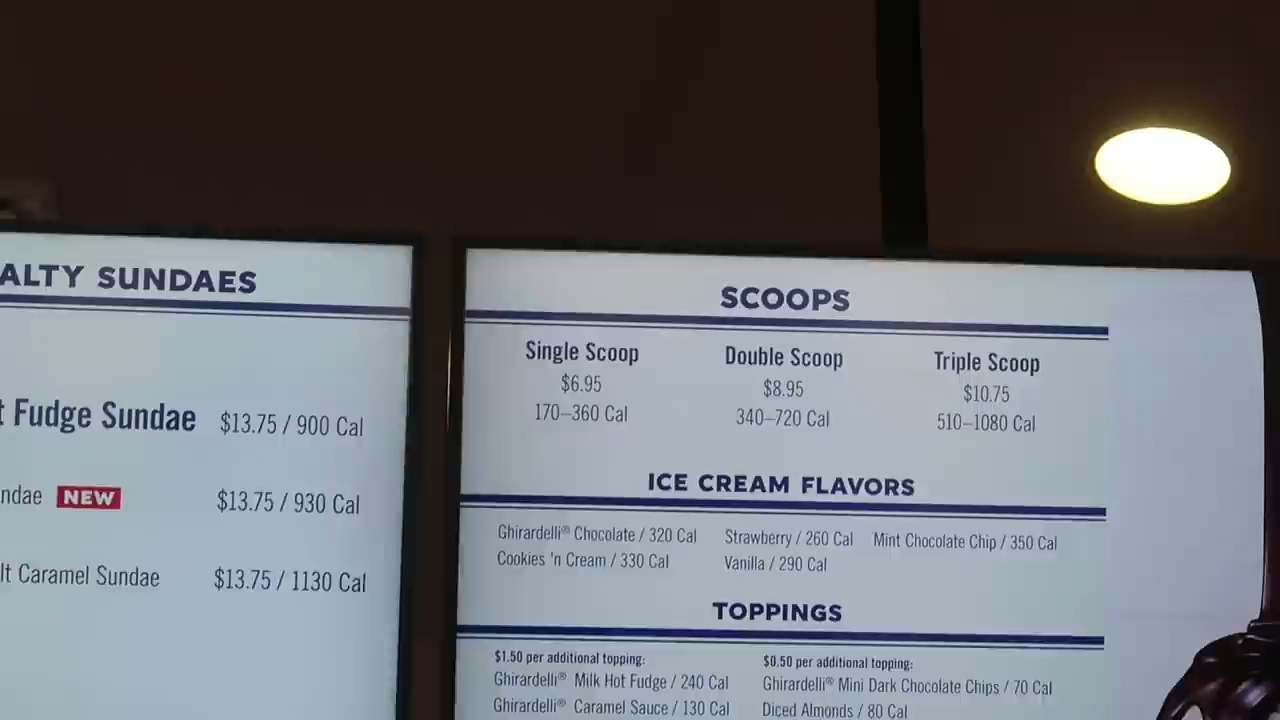 ALTY SUNDAES
t Fudge Sundae $13.75 / 900 Cal
ndae NEW $13.75 / 930 Cal
lt Caramel Sundae $13.75 / 1130 Cal
SCOOPS
Single Scoop Double Scoop Triple Scoop
$6.95 $8.95 $10.75
170–360 Cal 340–720 Cal 510–1080 Cal
ICE CREAM FLAVORS
Ghirardelli® Chocolate / 320 Cal Strawberry / 260 Cal Mint Chocolate Chip / 350 Cal
Cookies 'n Cream / 330 Cal Vanilla / 290 Cal
TOPPINGS
$1.50 per additional topping: $0.50 per additional topping:
Ghirardelli® Milk Hot Fudge / 240 Cal Ghirardelli® Mini Dark Chocolate Chips / 70 Cal
Ghirardelli® Caramel Sauce / 130 Cal Diced Almonds / 80 Cal